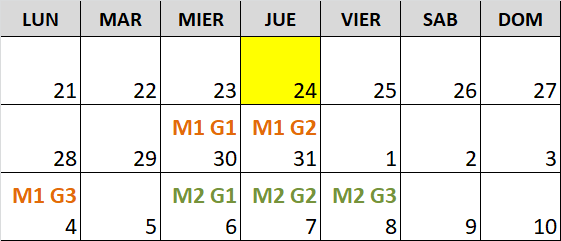 LUN MAR MIER JUE VIER SAB DOM
21 22 23 24 25 26 27
M1 G1 M1 G2
28 29 30 31 1 2 3
M1 G3 M2 G1 M2 G2 M2 G3
4 5 6 7 8 9 10